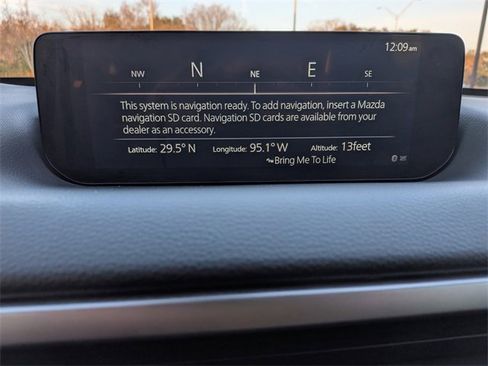 12:09am
NW N NE E SE
This system is navigation ready. To add navigation, insert a Mazda
navigation SD card. Navigation SD cards are available from your
dealer as an accessory.
Latitude: 29.5° N Longitude: 95.1° W Altitude: 13feet
Bring Me To Life